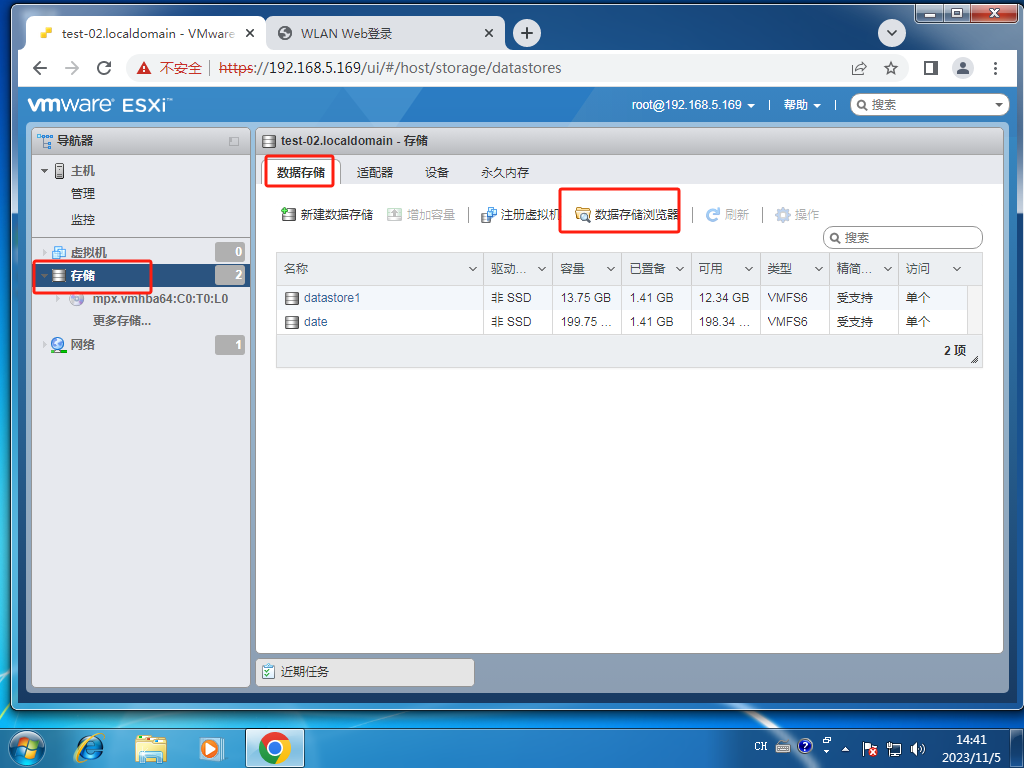 test-02.localdomain - VMware
WLAN Web登录
不安全 https://192.168.5.169/ui/#/host/storage/datastores
vmware ESXi™
root@192.168.5.169
帮助
搜索
导航器
主机
管理
监控
虚拟机 0
存储 2
mpx.vmhba64:C0:T0:L0
更多存储...
网络 1
test-02.localdomain - 存储
数据存储 适配器 设备 永久内存
新建数据存储 增加容量 注册虚拟机 数据存储浏览器 刷新 操作
搜索
名称 驱动... 容量 已置备 可用 类型 精简... 访问
datastore1 非 SSD 13.75 GB 1.41 GB 12.34 GB VMFS6 受支持 单个
date 非 SSD 199.75 ... 1.41 GB 198.34 ... VMFS6 受支持 单个
2 项
近期任务
CH
14:41
2023/11/5